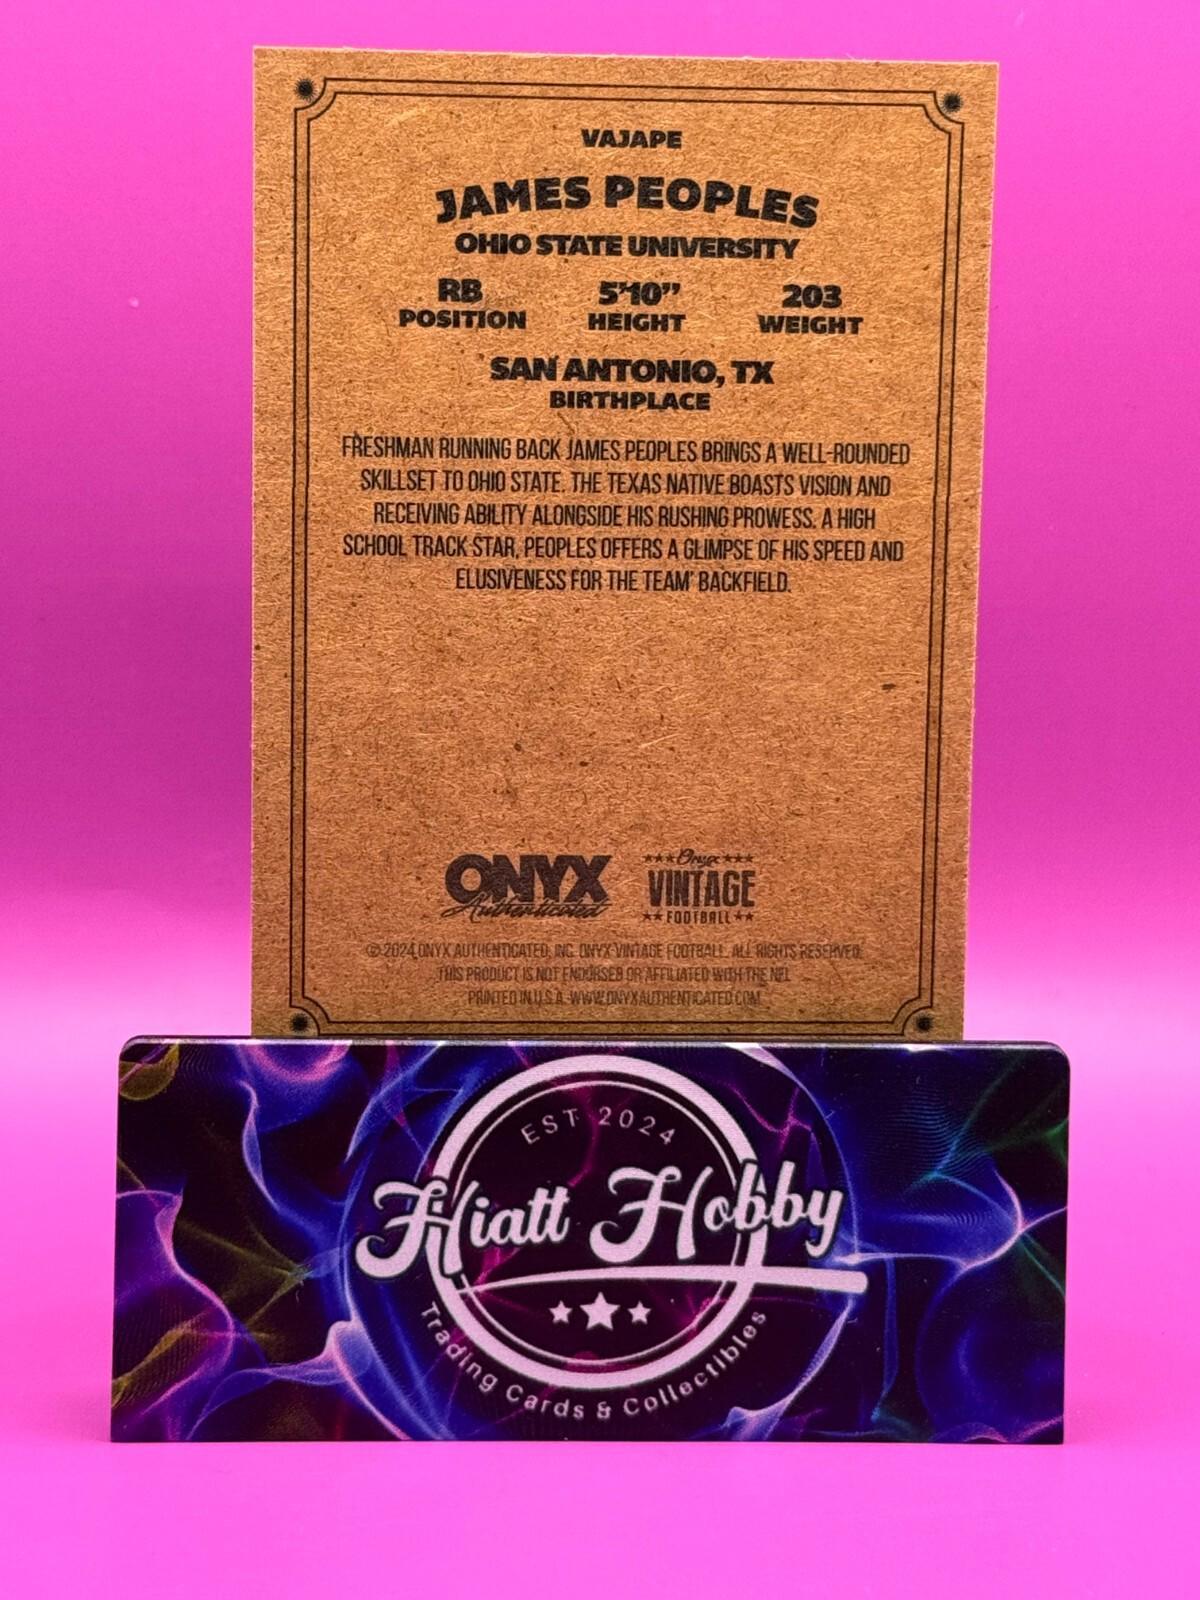 VAJAPE
JAMES PEOPLES
OHIO STATE UNIVERSITY
RB 5'10" 203
POSITION HEIGHT WEIGHT
SAN ANTONIO, TX
BIRTHPLACE
FRESHMAN RUNNING BACK JAMES PEOPLES BRINGS A WELL-ROUNDED
SKILLSET TO OHIO STATE. THE TEXAS NATIVE BOASTS VISION AND
RECEIVING ABILITY ALONGSIDE HIS RUSHING PROWESS. A HIGH
SCHOOL TRACK STAR, PEOPLES OFFERS A GLIMPSE OF HIS SPEED AND
ELUSIVENESS FOR THE TEAM' BACKFIELD.
ONYX
Authenticated
Onyx
VINTAGE
FOOTBALL
© 2024 ONYX AUTHENTICATED, INC. ONYX VINTAGE FOOTBALL. ALL RIGHTS RESERVED.
THIS PRODUCT IS NOT ENDORSED OR AFFILIATED WITH THE NFL
PRINTED IN U.S.A. WWW.ONYXAUTHENTICATED.COM
EST 2024
Hiatt Hobby
Trading Cards & Collectibles